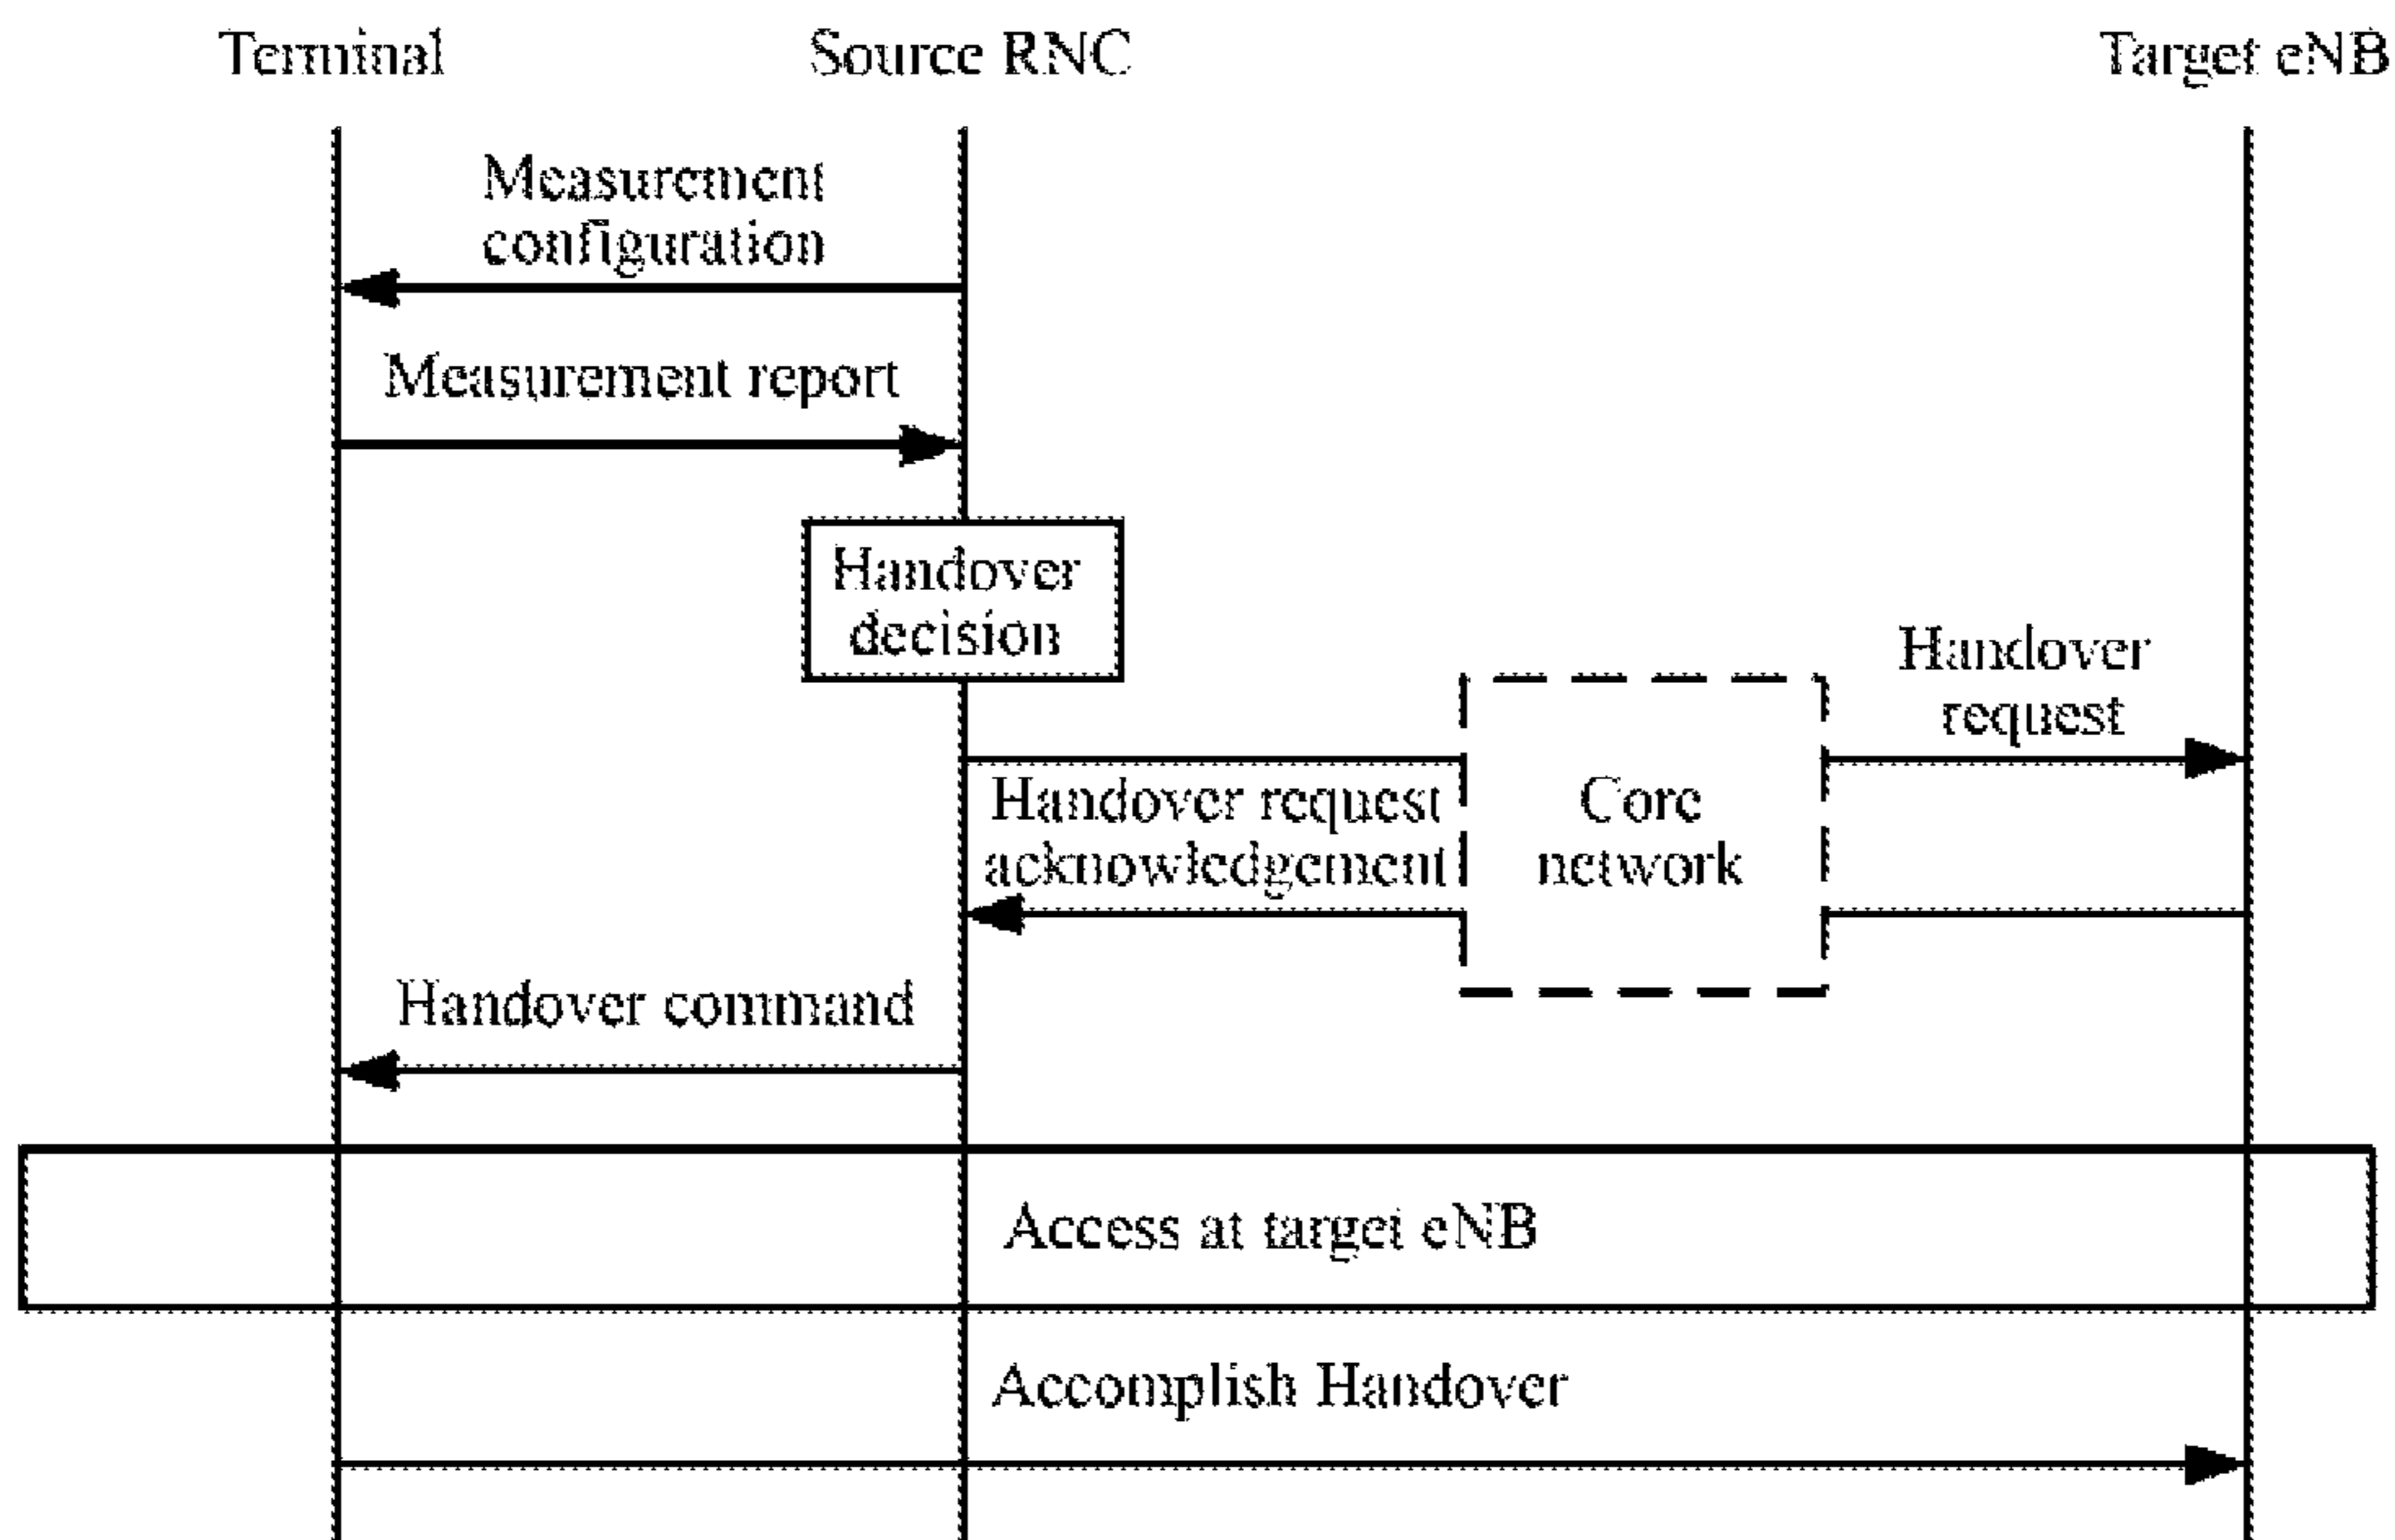 Terminal
Source RNC
Target eNB
Measurement
configuration
Measurement report
Handover
decision
Handover
request
Handover request
acknowledgement
Core
network
Handover command
Access at target eNB
Accomplish Handover